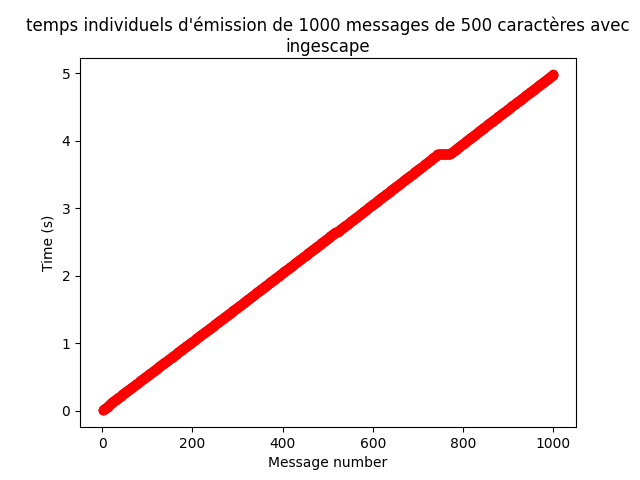 temps individuels d'émission de 1000 messages de 500 caractères avec
ingescape
5
4
3
2
1
0
Time (s)
0 200 400 600 800 1000
Message number